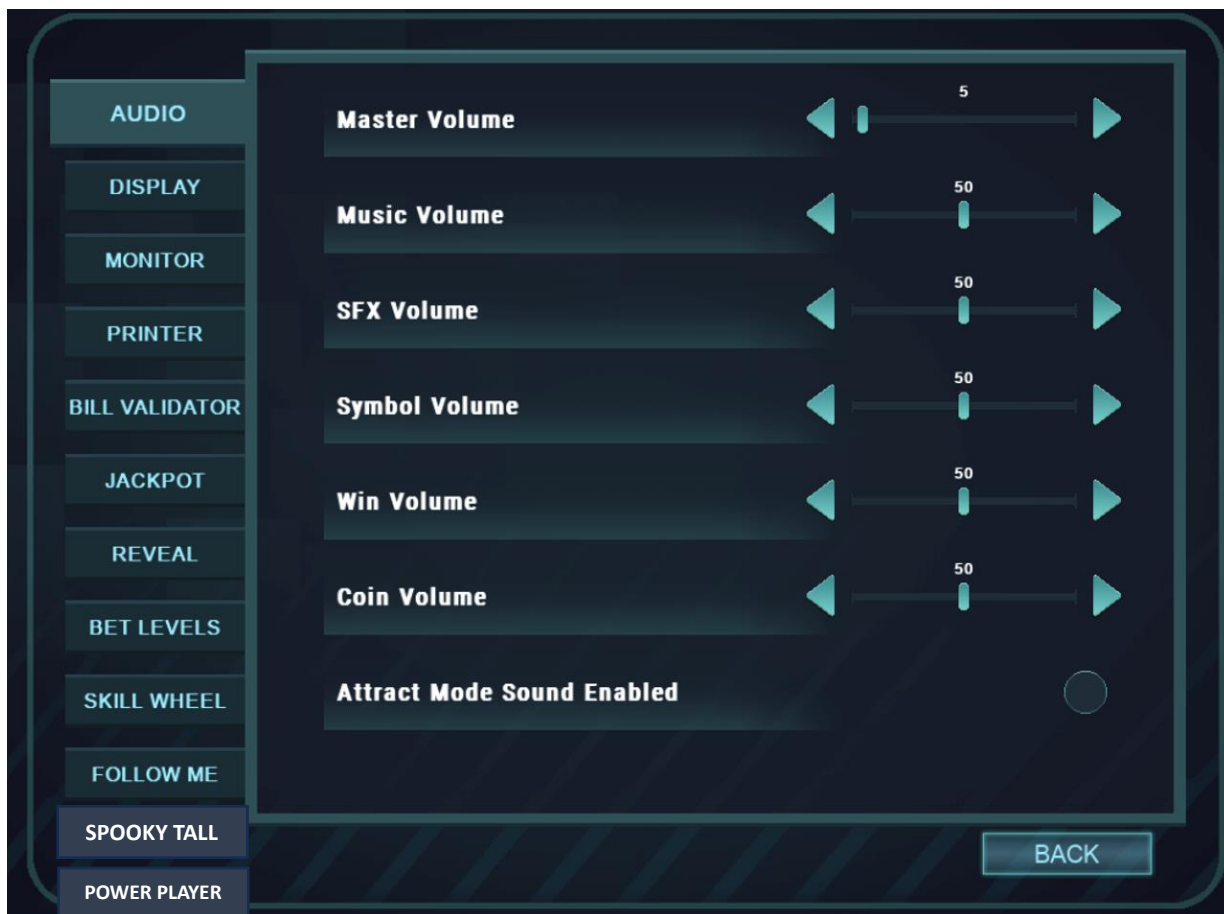 AUDIO
DISPLAY
MONITOR
PRINTER
BILL VALIDATOR
JACKPOT
REVEAL
BET LEVELS
SKILL WHEEL
FOLLOW ME
SPOOKY TALL
POWER PLAYER
Master Volume
5
Music Volume
50
SFX Volume
50
Symbol Volume
50
Win Volume
50
Coin Volume
50
Attract Mode Sound Enabled
BACK